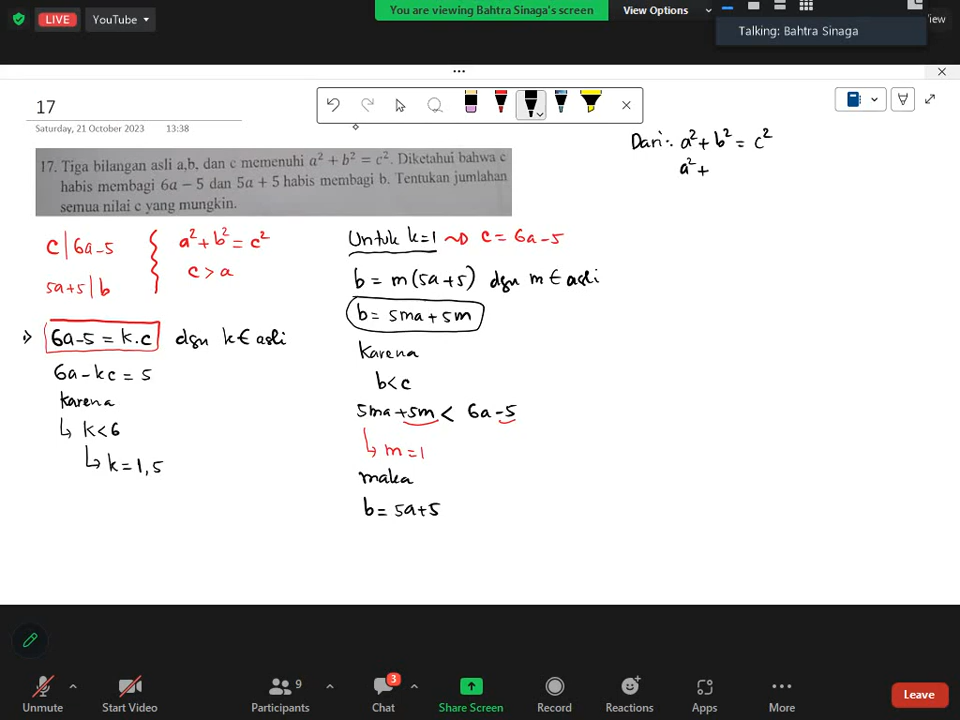 LIVE
YouTube
You are viewing Bahtra Sinaga's screen
View Options
View
Talking: Bahtra Sinaga
17
Saturday, 21 October 2023 13:38
17. Tiga bilangan asli a,b, dan c memenuhi a² + b² = c². Diketahui bahwa c
habis membagi 6a − 5 dan 5a + 5 habis membagi b. Tentukan jumlahan
semua nilai c yang mungkin.
c | 6a-5
5a+5 | b
a² + b² = c²
c > a
6a-5 = k.c dgn k ∈ asli
6a - kc = 5
karena
↳ k < 6
↳ k = 1, 5
Untuk k=1 ~> c = 6a-5
b = m (5a+5) dgn m ∈ asli
b = 5ma + 5m
Karena
b < c
5ma + 5m < 6a - 5
↳ m = 1
maka
b = 5a+5
Dari: a² + b² = c²
a² +
Unmute
Start Video
9
Participants
3
Chat
Share Screen
Record
Reactions
Apps
More
Leave